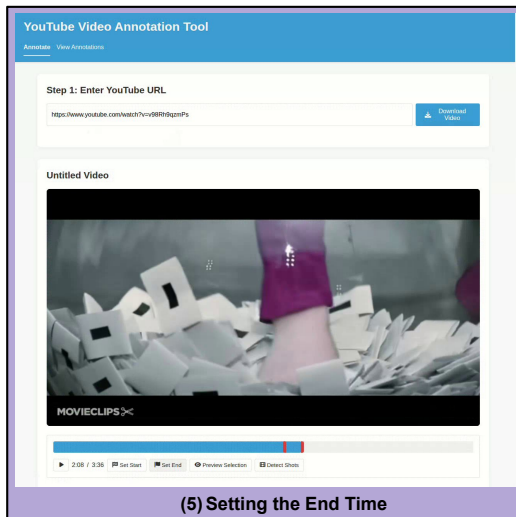 YouTube Video Annotation Tool
Annotate View Annotations
Step 1: Enter YouTube URL
https://www.youtube.com/watch?v=v98Rh9qzmPs
Download
Video
Untitled Video
MOVIECLIPS
2:08 / 3:36 Set Start Set End Preview Selection Detect Shots
(5) Setting the End Time